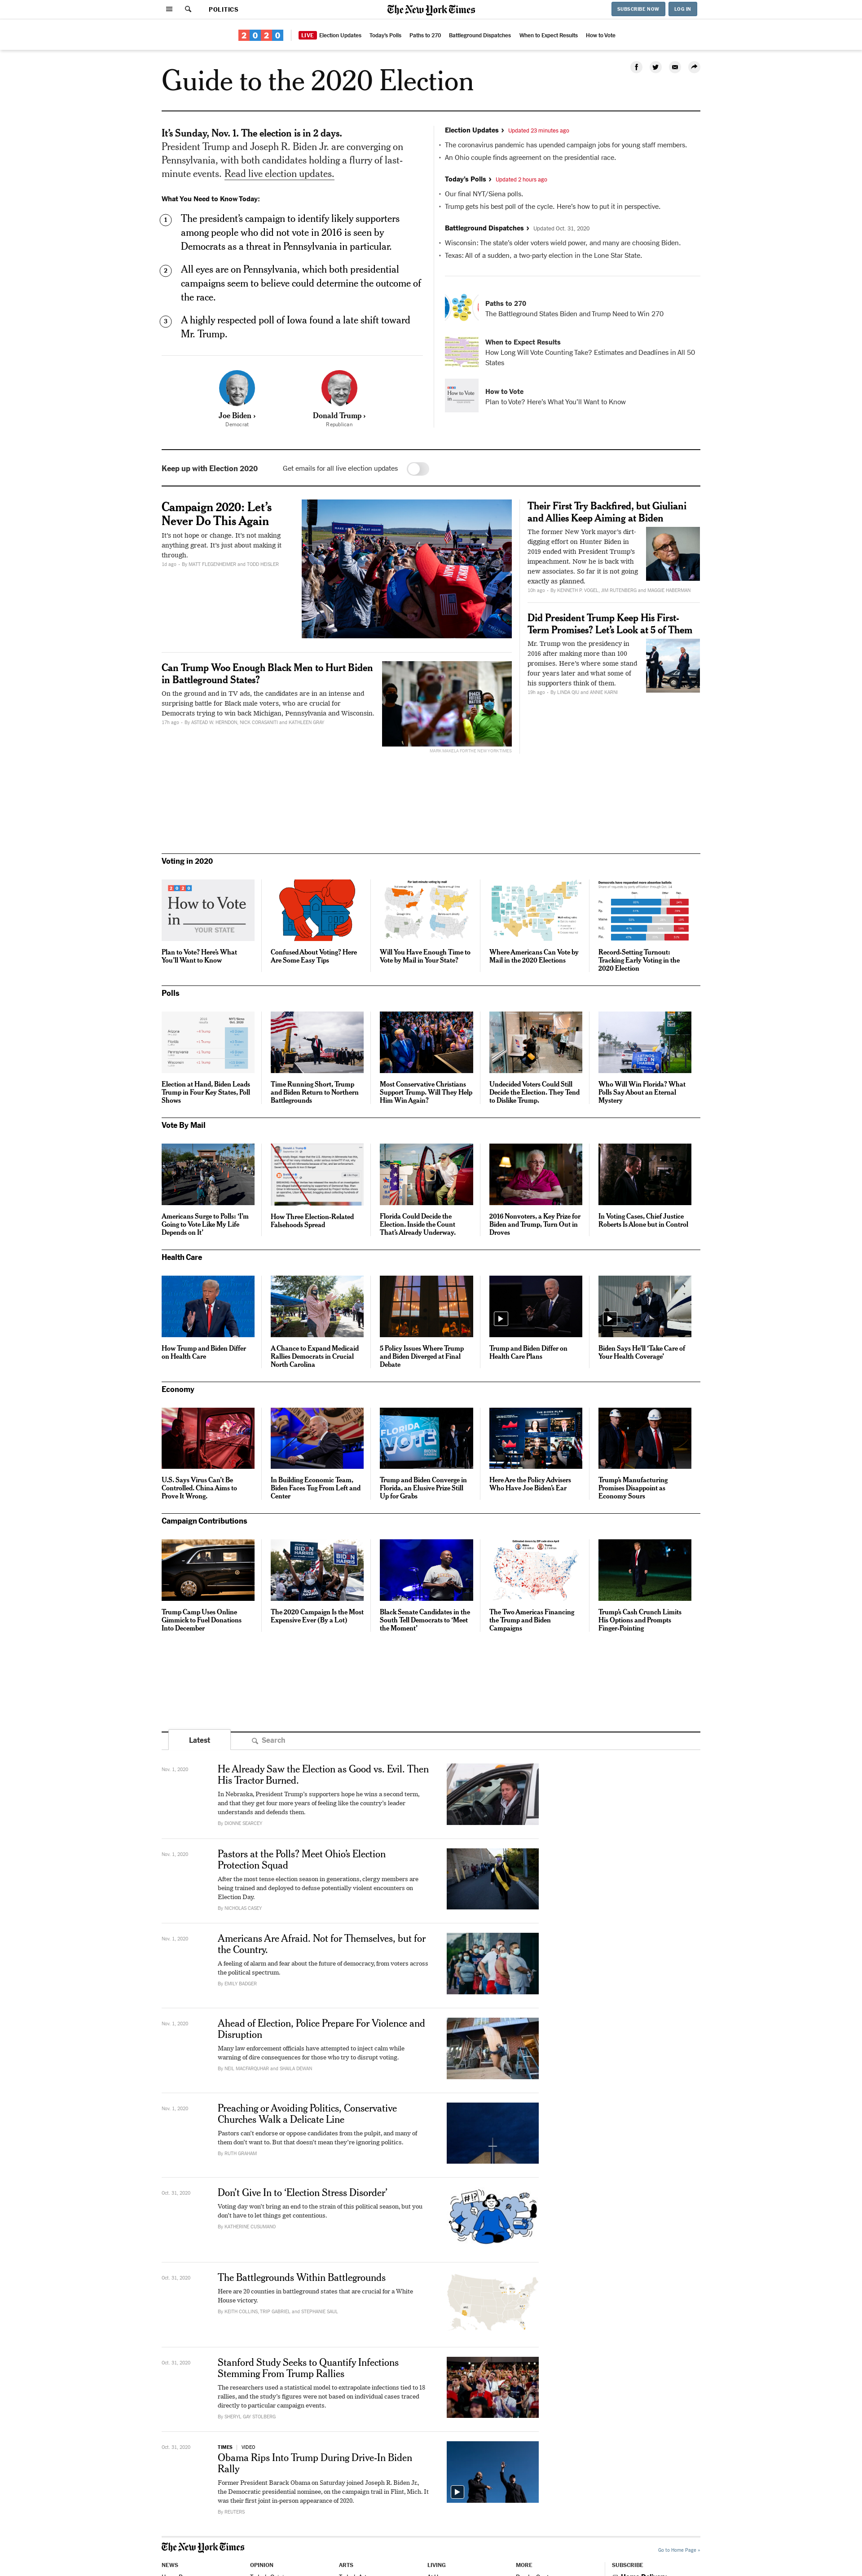 POLITICS
The New York Times
SUBSCRIBE NOW
LOG IN
2020
LIVE Election Updates
Today's Polls
Paths to 270
Battleground Dispatches
When to Expect Results
How to Vote
Guide to the 2020 Election
It's Sunday, Nov. 1. The election is in 2 days.
President Trump and Joseph R. Biden Jr. are converging on
Pennsylvania, with both candidates holding a flurry of last-
minute events. Read live election updates.
What You Need to Know Today:
1
The president's campaign to identify likely supporters
among people who did not vote in 2016 is seen by
Democrats as a threat in Pennsylvania in particular.
2
All eyes are on Pennsylvania, which both presidential
campaigns seem to believe could determine the outcome of
the race.
3
A highly respected poll of Iowa found a late shift toward
Mr. Trump.
Joe Biden ›
Democrat
Donald Trump ›
Republican
Election Updates › Updated 23 minutes ago
• The coronavirus pandemic has upended campaign jobs for young staff members.
• An Ohio couple finds agreement on the presidential race.
Today's Polls › Updated 2 hours ago
• Our final NYT/Siena polls.
• Trump gets his best poll of the cycle. Here's how to put it in perspective.
Battleground Dispatches › Updated Oct. 31, 2020
• Wisconsin: The state's older voters wield power, and many are choosing Biden.
• Texas: All of a sudden, a two-party election in the Lone Star State.
Paths to 270
The Battleground States Biden and Trump Need to Win 270
When to Expect Results
How Long Will Vote Counting Take? Estimates and Deadlines in All 50
States
How to Vote
in
How to Vote
Plan to Vote? Here's What You'll Want to Know
Keep up with Election 2020
Get emails for all live election updates
Campaign 2020: Let's
Never Do This Again
It's not hope or change. It's not making
anything great. It's just about making it
through.
1d ago · By MATT FLEGENHEIMER and TODD HEISLER
Can Trump Woo Enough Black Men to Hurt Biden
in Battleground States?
On the ground and in TV ads, the candidates are in an intense and
surprising battle for Black male voters, who are crucial for
Democrats trying to win back Michigan, Pennsylvania and Wisconsin.
17h ago · By ASTEAD W. HERNDON, NICK CORASANITI and KATHLEEN GRAY
Their First Try Backfired, but Giuliani
and Allies Keep Aiming at Biden
The former New York mayor's dirt-
digging effort on Hunter Biden in
2019 ended with President Trump's
impeachment. Now he is back with
new associates. So far it is not going
exactly as planned.
10h ago · By KENNETH P. VOGEL, JIM RUTENBERG and MAGGIE HABERMAN
Did President Trump Keep His First-
Term Promises? Let's Look at 5 of Them
Mr. Trump won the presidency in
2016 after making more than 100
promises. Here's where some stand
four years later and what some of
his supporters think of them.
By LINDA QIU and ANNIE KARNI
Voting in 2020
2020
How to Vote
in
YOUR STATE
Plan to Vote? Here's What
You'll Want to Know
Confused About Voting? Here
Are Some Easy Tips
Will You Have Enough Time to
Vote by Mail in Your State?
Where Americans Can Vote by
Mail in the 2020 Elections
Record-Setting Turnout:
Tracking Early Voting in the
2020 Election
Polls
Election at Hand, Biden Leads
Trump in Four Key States, Poll
Shows
Time Running Short, Trump
and Biden Return to Northern
Battlegrounds
Most Conservative Christians
Support Trump. Will They Help
Him Win Again?
Undecided Voters Could Still
Decide the Election. They Tend
to Dislike Trump.
Who Will Win Florida? What
Polls Say About an Eternal
Mystery
Vote By Mail
Americans Surge to Polls: 'I'm
Going to Vote Like My Life
Depends on It'
How Three Election-Related
Falsehoods Spread
Florida Could Decide the
Election. Inside the Count
That's Already Underway.
2016 Nonvoters, a Key Prize for
Biden and Trump, Turn Out in
Droves
In Voting Cases, Chief Justice
Roberts Is Alone but in Control
Health Care
How Trump and Biden Differ
on Health Care
A Chance to Expand Medicaid
Rallies Democrats in Crucial
North Carolina
5 Policy Issues Where Trump
and Biden Diverged at Final
Debate
Trump and Biden Differ on
Health Care Plans
Biden Says He'll 'Take Care of
Your Health Coverage'
Economy
FLORIDA
VOTE
U.S. Says Virus Can't Be
Controlled. China Aims to
Prove It Wrong.
In Building Economic Team,
Biden Faces Tug From Left and
Center
Trump and Biden Converge in
Florida, an Elusive Prize Still
Up for Grabs
Here Are the Policy Advisers
Who Have Joe Biden's Ear
Trump's Manufacturing
Promises Disappoint as
Economy Sours
Campaign Contributions
BIDEN
HARRIS
BIDEN
Trump Camp Uses Online
Gimmick to Fuel Donations
Into December
The 2020 Campaign Is the Most
Expensive Ever (By a Lot)
Black Senate Candidates in the
South Tell Democrats to 'Meet
the Moment'
The Two Americas Financing
the Trump and Biden
Campaigns
Trump's Cash Crunch Limits
His Options and Prompts
Finger-Pointing
Latest
Search
Nov. 1, 2020
He Already Saw the Election as Good vs. Evil. Then
His Tractor Burned.
In Nebraska, President Trump's supporters hope he wins a second term,
and that they get four more years of feeling like the country's leader
understands and defends them.
By DIONNE SEARCEY
Nov. 1, 2020
Pastors at the Polls? Meet Ohio's Election
Protection Squad
After the most tense election season in generations, clergy members are
being trained and deployed to defuse potentially violent encounters on
Election Day.
By NICHOLAS CASEY
Nov. 1, 2020
Americans Are Afraid. Not for Themselves, but for
the Country.
A feeling of alarm and fear about the future of democracy, from voters across
the political spectrum.
By EMILY BADGER
Nov. 1, 2020
Ahead of Election, Police Prepare For Violence and
Disruption
Many law enforcement officials have attempted to inject calm while
warning of dire consequences for those who try to disrupt voting.
By NEIL MACFARQUHAR and SHAILA DEWAN
Nov. 1, 2020
Preaching or Avoiding Politics, Conservative
Churches Walk a Delicate Line
Pastors can't endorse or oppose candidates from the pulpit, and many of
them don't want to. But that doesn't mean they're ignoring politics.
By RUTH GRAHAM
Oct. 31, 2020
Don't Give In to 'Election Stress Disorder'
Voting day won't bring an end to the strain of this political season, but you
don't have to let things get contentious.
By KATHERINE CUSUMANO
Oct. 31, 2020
The Battlegrounds Within Battlegrounds
Here are 20 counties in battleground states that are crucial for a White
House victory.
By KEITH COLLINS, TRIP GABRIEL and STEPHANIE SAUL
Oct. 31, 2020
Stanford Study Seeks to Quantify Infections
Stemming From Trump Rallies
The researchers used a statistical model to extrapolate infections tied to 18
rallies, and the study's figures were not based on individual cases traced
directly to particular campaign events.
By SHERYL GAY STOLBERG
Oct. 31, 2020
TIMES | VIDEO
Obama Rips Into Trump During Drive-In Biden
Rally
Former President Barack Obama on Saturday joined Joseph R. Biden Jr.,
the Democratic presidential nominee, on the campaign trail in Flint, Mich. It
was their first joint in-person appearance of 2020.
By REUTERS
The New York Times
Go to Home Page »
NEWS
OPINION
ARTS
LIVING
MORE
SUBSCRIBE